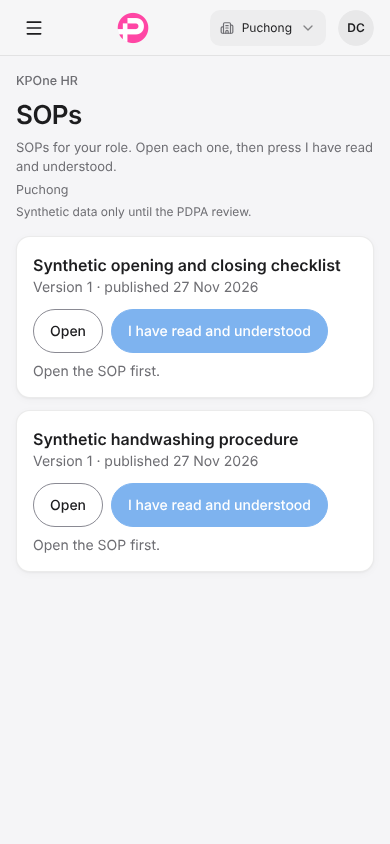 Puchong
DC
KPOne HR
SOPs
SOPs for your role. Open each one, then press I have read
and understood.
Puchong
Synthetic data only until the PDPA review.
Synthetic opening and closing checklist
Version 1 · published 27 Nov 2026
Open
I have read and understood
Open the SOP first.
Synthetic handwashing procedure
Version 1 · published 27 Nov 2026
Open
I have read and understood
Open the SOP first.